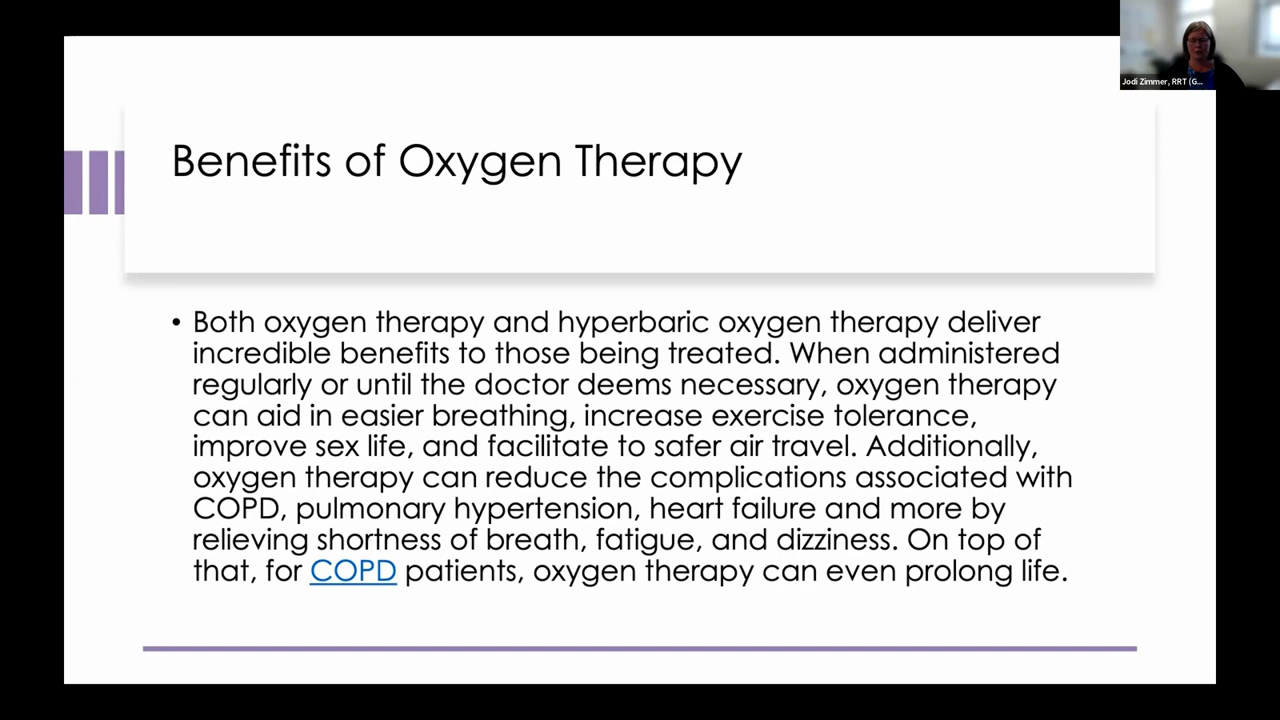 Jodi Zimmer, RRT (G...
Benefits of Oxygen Therapy
• Both oxygen therapy and hyperbaric oxygen therapy deliver
incredible benefits to those being treated. When administered
regularly or until the doctor deems necessary, oxygen therapy
can aid in easier breathing, increase exercise tolerance,
improve sex life, and facilitate to safer air travel. Additionally,
oxygen therapy can reduce the complications associated with
COPD, pulmonary hypertension, heart failure and more by
relieving shortness of breath, fatigue, and dizziness. On top of
that, for COPD patients, oxygen therapy can even prolong life.